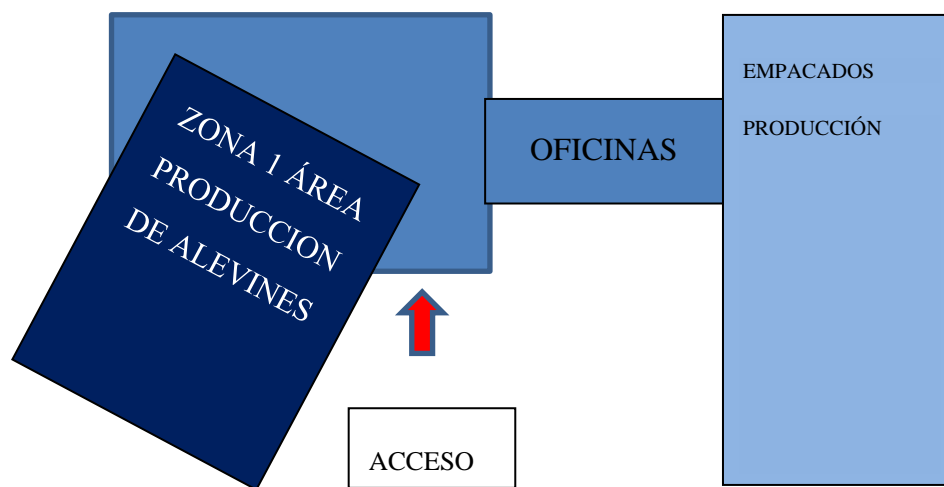 ZONA 1 ÁREA
PRODUCCION
DE ALEVINES
OFICINAS
EMPACADOS
PRODUCCIÓN
ACCESO